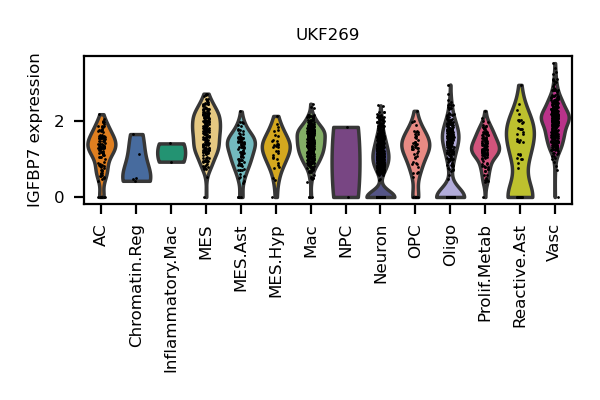 UKF269
IGFBP7 expression
2
0
AC
Chromatin.Reg
Inflammatory.Mac
MES
MES.Ast
MES.Hyp
Mac
NPC
Neuron
OPC
Oligo
Prolif.Metab
Reactive.Ast
Vasc